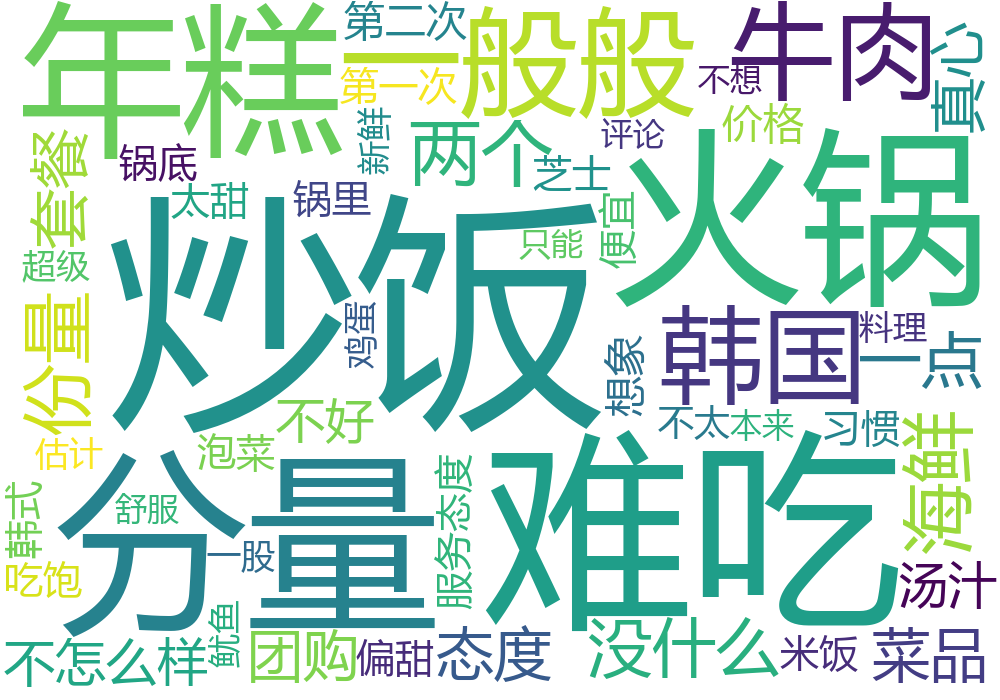 年糕
第二次
一般般
牛肉
真心
第一次
不想
价格
套餐
锅底
新鲜
两个
评论
芝士
火锅
太甜
锅里
炒饭
只能
便宜
超级
份量
鸡蛋
韩国
料理
一点
想象
不好
不太
本来
习惯
估计
泡菜
分量
难吃
海鲜
韩式
舒服
服务态度
一股
吃饱
汤汁
鱿鱼
不怎么样
团购
偏甜
态度
没什么
米饭
菜品